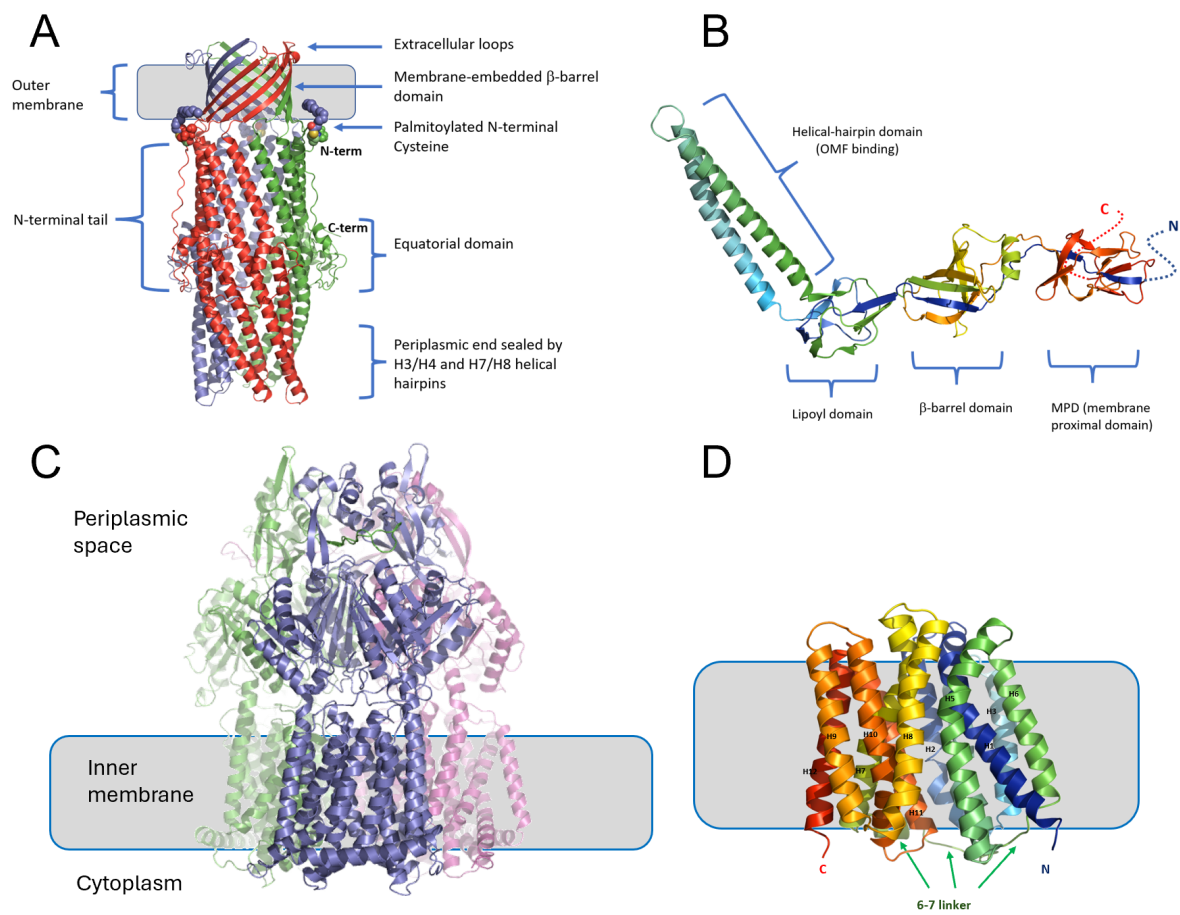 A
Outer
membrane
Extracellular loops
Membrane-embedded β-barrel
domain
Palmitoylated N-terminal
Cysteine
N-term
N-terminal tail
C-term
Equatorial domain
Periplasmic end sealed by
H3/H4 and H7/H8 helical
hairpins
B
Helical-hairpin domain
(OMF binding)
C
N
Lipoyl domain
β-barrel domain
MPD (membrane
proximal domain)
C
Periplasmic
space
Inner
membrane
Cytoplasm
D
H5
H6
H3
H9
H10
H8
H2
H1
H12
H7
H11
C
N
6-7 linker